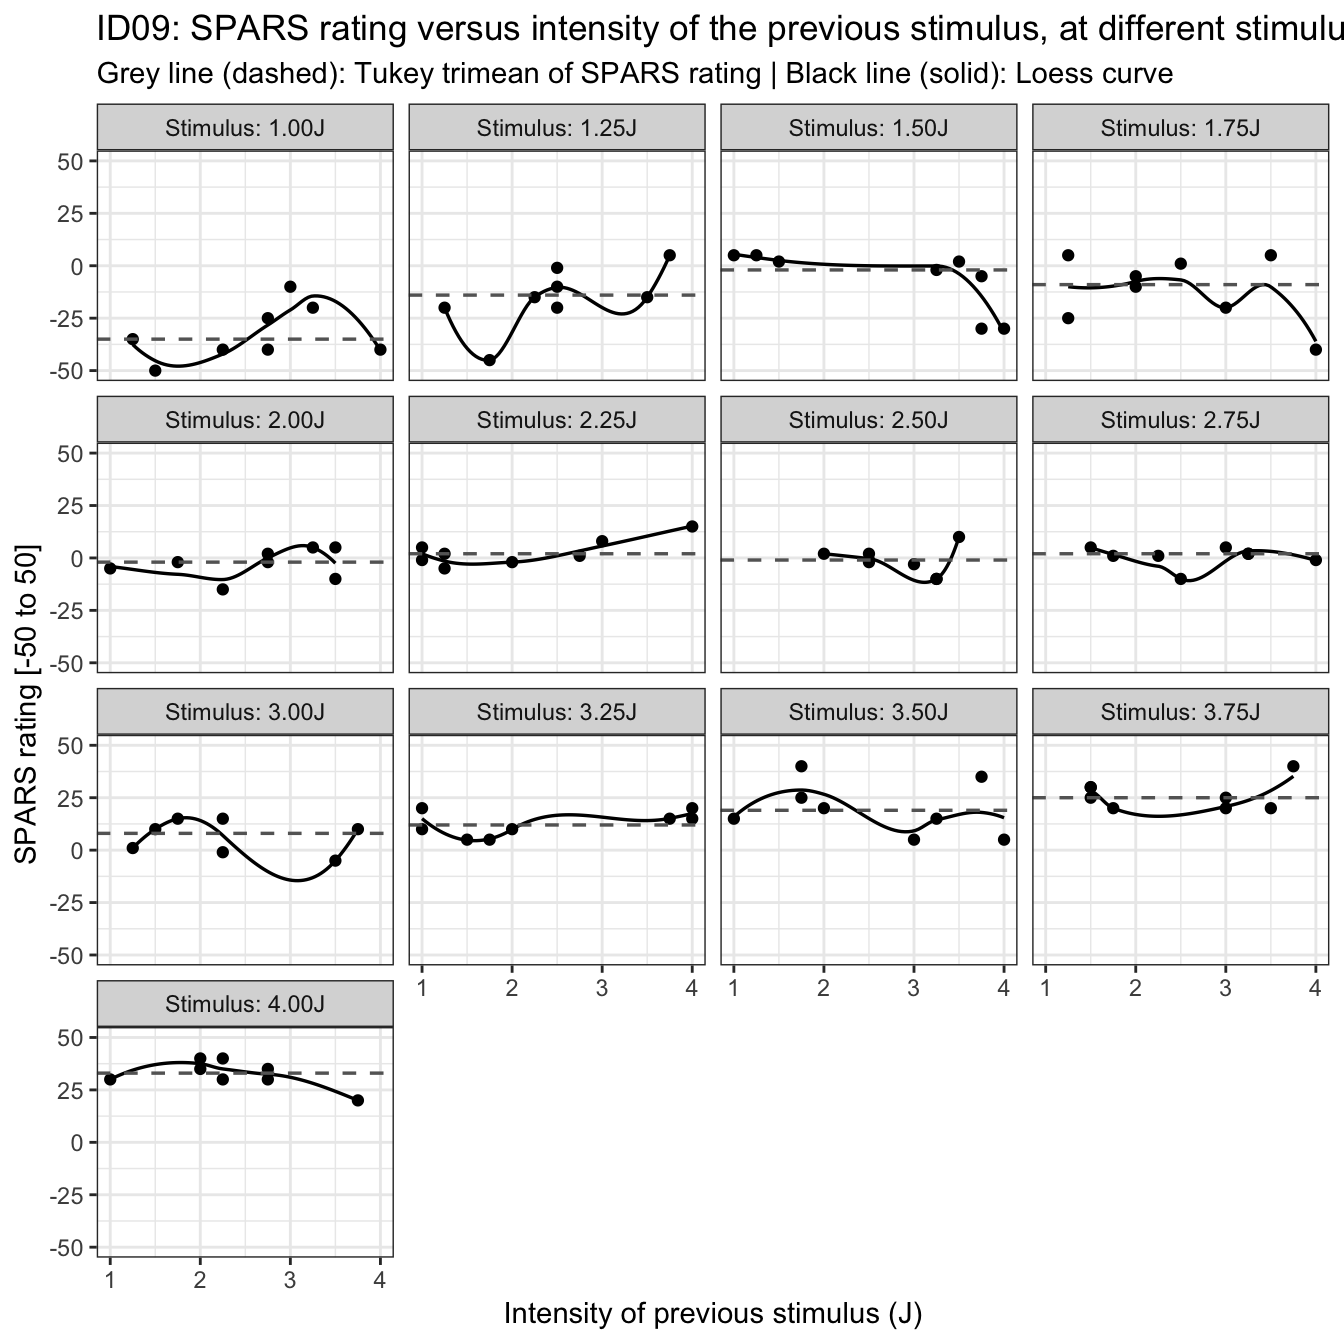 ID09: SPARS rating versus intensity of the previous stimulus, at different stimulu
Grey line (dashed): Tukey trimean of SPARS rating | Black line (solid): Loess curve
Stimulus: 1.00J
Stimulus: 1.25J
Stimulus: 1.50J
Stimulus: 1.75J
50
25
0
-25
-50
Stimulus: 2.00J
Stimulus: 2.25J
Stimulus: 2.50J
Stimulus: 2.75J
50
25
0
-25
-50
Stimulus: 3.00J
Stimulus: 3.25J
Stimulus: 3.50J
Stimulus: 3.75J
50
25
0
-25
-50
1 2 3 4
1 2 3 4
1 2 3 4
Stimulus: 4.00J
50
25
0
-25
-50
1 2 3 4
SPARS rating [-50 to 50]
Intensity of previous stimulus (J)